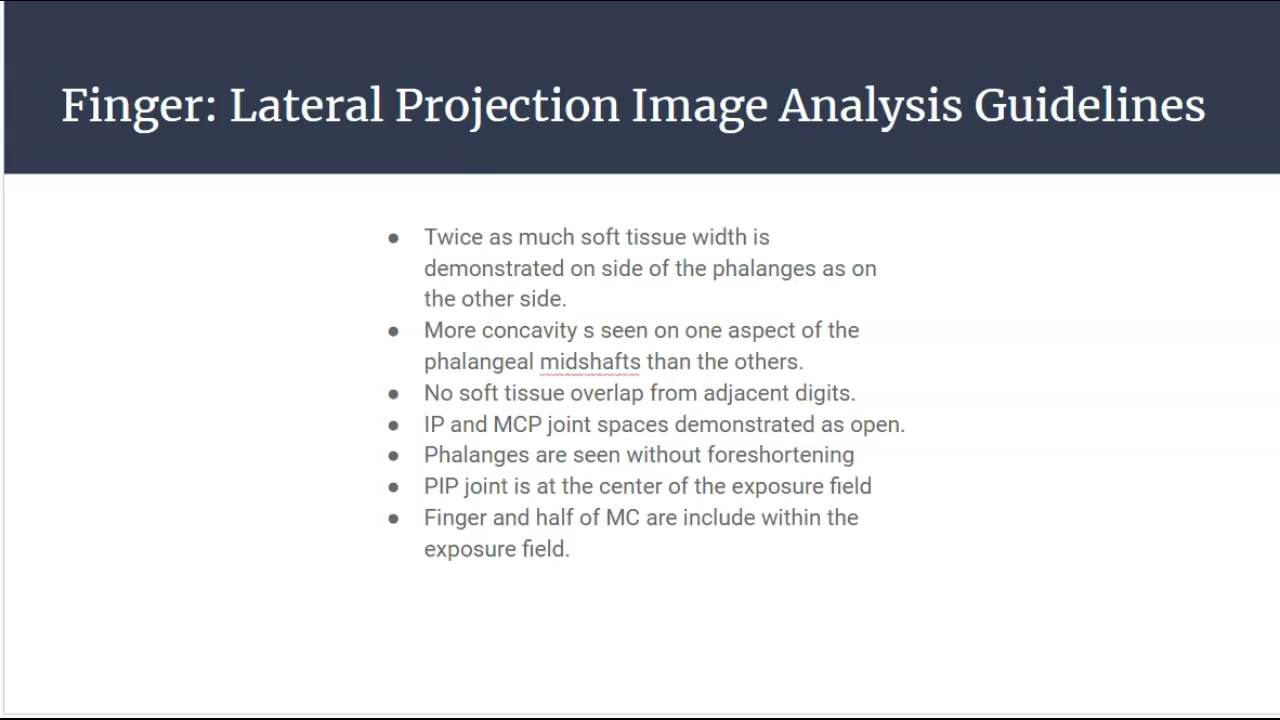 Finger: Lateral Projection Image Analysis Guidelines
● Twice as much soft tissue width is
demonstrated on side of the phalanges as on
the other side.
● More concavity s seen on one aspect of the
phalangeal midshafts than the others.
● No soft tissue overlap from adjacent digits.
● IP and MCP joint spaces demonstrated as open.
● Phalanges are seen without foreshortening
● PIP joint is at the center of the exposure field
● Finger and half of MC are include within the
exposure field.